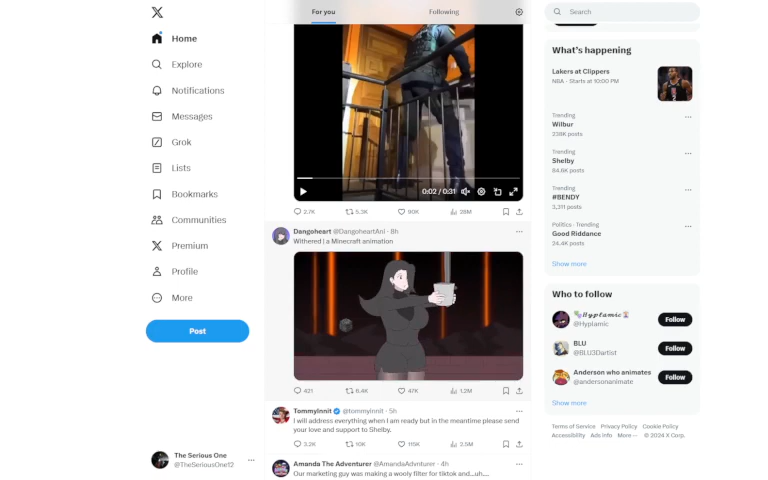 For you
Following
Search
Home
Explore
Notifications
Messages
Grok
Lists
Bookmarks
Communities
Premium
Profile
More
Post
The Serious One
@TheSeriousOne12
0:02 / 0:31
2.7K
5.3K
90K
28M
Dangoheart @DangoheartAni · 8h
Withered | a Minecraft animation
421
6.4K
47K
1.2M
TommyInnit @tommyinnit · 5h
I will address everything when I am ready but in the meantime please send
your love and support to Shelby.
3.2K
10K
115K
2.5M
Amanda The Adventurer @AmandaAdvnturer · 4h
Our marketing guy was making a wooly filter for tiktok and...uh....
What's happening
Lakers at Clippers
NBA · Starts at 10:00 PM
Trending
Wilbur
238K posts
Trending
Shelby
84.6K posts
Trending
#BENDY
3,311 posts
Politics · Trending
Good Riddance
24.4K posts
Show more
Who to follow
Hyplamic
@Hyplamic
Follow
BLU
@BLU3Dartist
Follow
Anderson who animates
@andersonanimate
Follow
Show more
Terms of Service Privacy Policy Cookie Policy
Accessibility Ads info More ··· © 2024 X Corp.